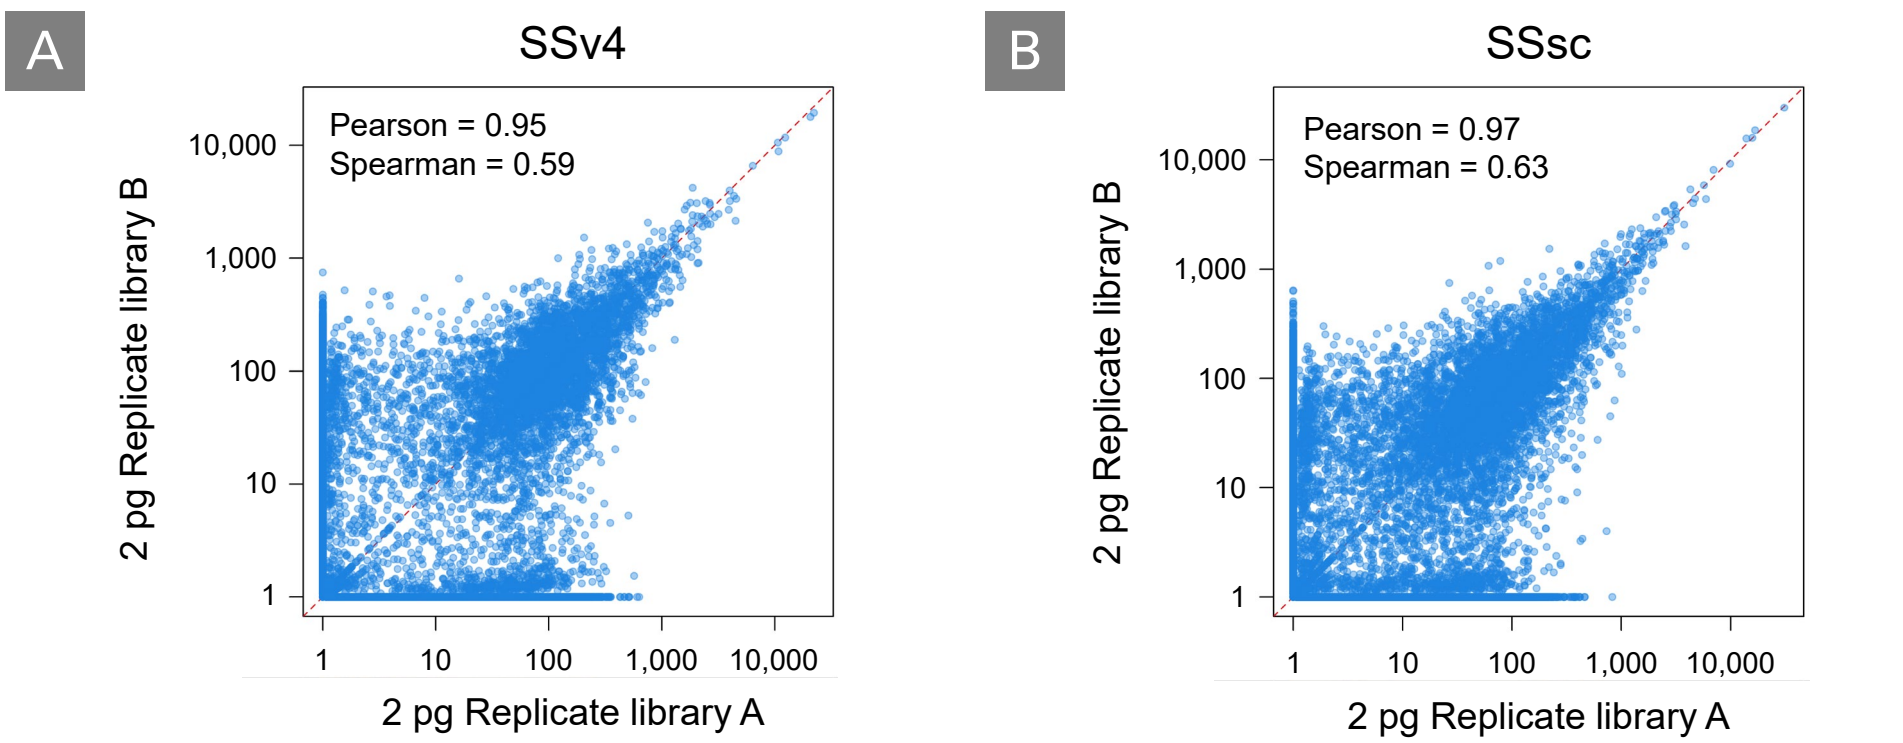 A
SSv4
Pearson = 0.95
Spearman = 0.59
2 pg Replicate library B
10,000
1,000
100
10
1
1 10 100 1,000 10,000
2 pg Replicate library A
B
SSsc
Pearson = 0.97
Spearman = 0.63
2 pg Replicate library B
10,000
1,000
100
10
1
1 10 100 1,000 10,000
2 pg Replicate library A